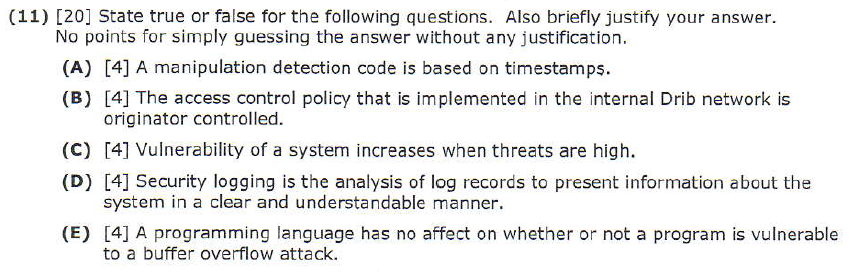 (11) [20] State true or false for the following questions. Also briefly justify your answer.
No points for simply guessing the answer without any justification.
(A) [4] A manipulation detection code is based on timestamps.
(B) [4] The access control policy that is implemented in the internal Drib network is
originator controlled.
(C) [4] Vulnerability of a system increases when threats are high.
(D) [4] Security logging is the analysis of log records to present information about the
system in a clear and understandable manner.
(E) [4] A programming language has no affect on whether or not a program is vulnerable
to a buffer overflow attack.